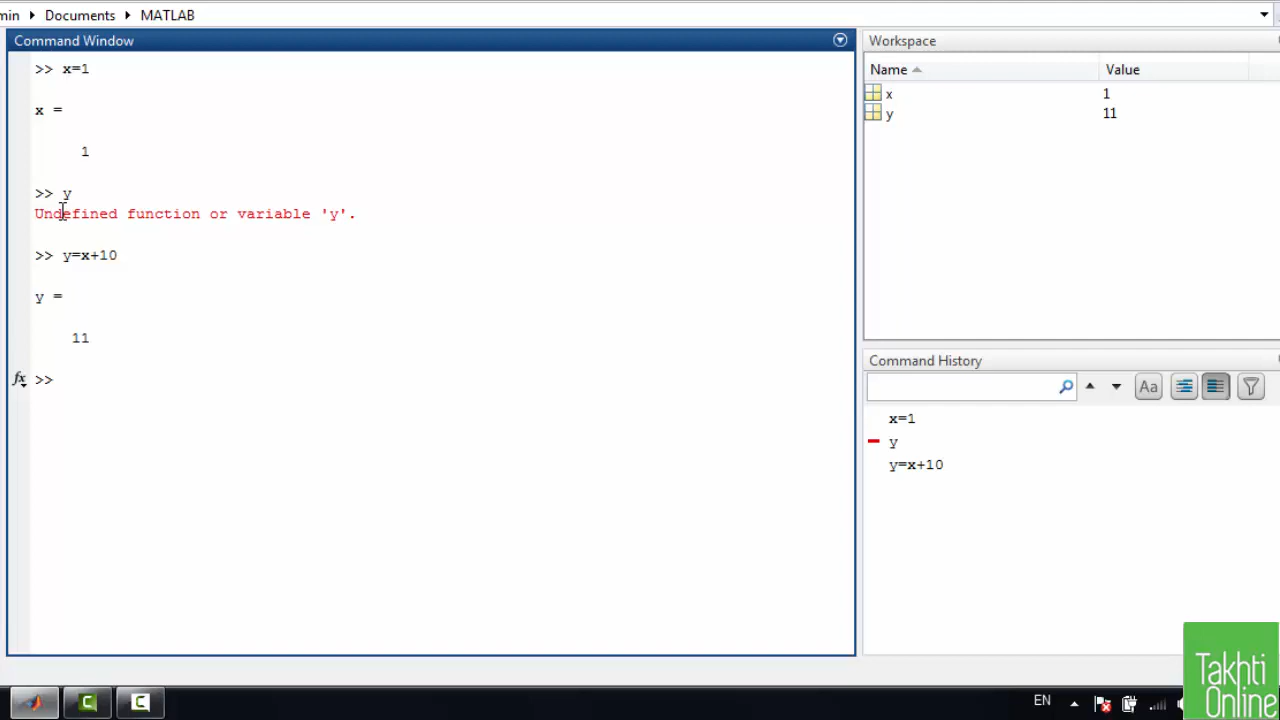 min ▸ Documents ▸ MATLAB
Command Window
>> x=1
x =
1
>> y
Undefined function or variable 'y'.
>> y=x+10
y =
11
fx >>
Workspace
Name Value
x 1
y 11
Command History
Aa
x=1
y
y=x+10
EN
Takhti
Online